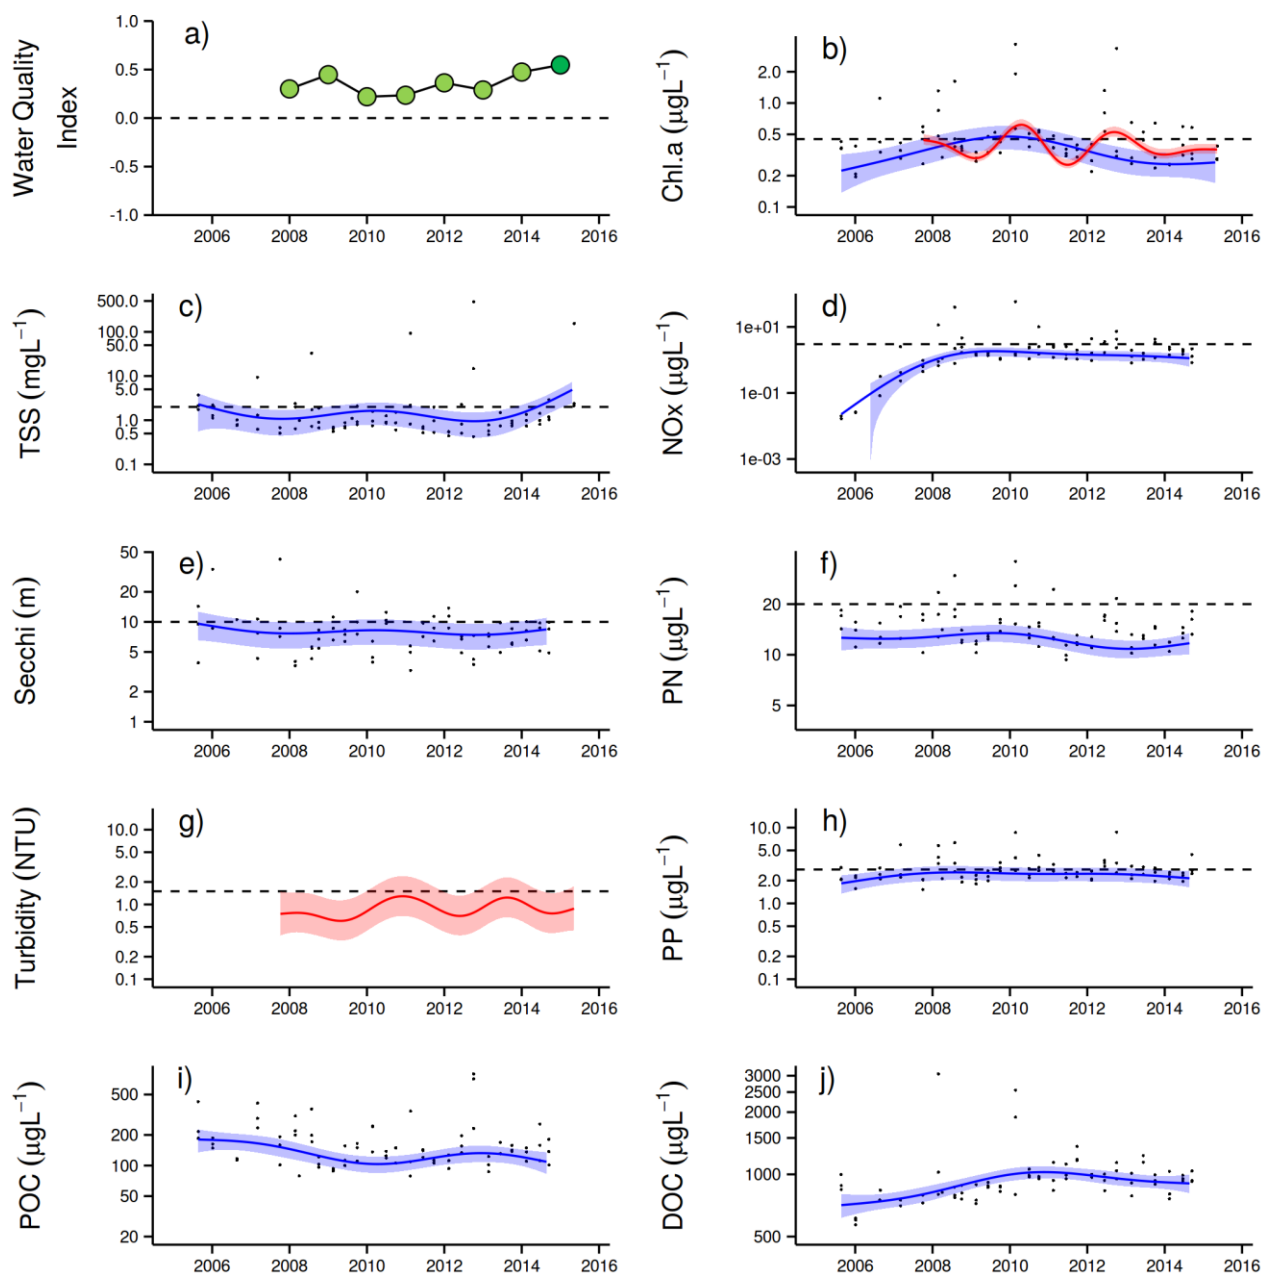 a)
Water Quality
Index
1.0
0.5
0.0
-0.5
-1.0
2006 2008 2010 2012 2014 2016
b)
Chl.a (µgL−1)
2.0
1.0
0.5
0.2
0.1
2006 2008 2010 2012 2014 2016
c)
TSS (mgL−1)
500.0
100.0
50.0
10.0
5.0
1.0
0.5
0.1
2006 2008 2010 2012 2014 2016
d)
NOx (µgL−1)
1e+01
1e-01
1e-03
2006 2008 2010 2012 2014 2016
e)
Secchi (m)
50
20
10
5
2
1
2006 2008 2010 2012 2014 2016
f)
PN (µgL−1)
20
10
5
2006 2008 2010 2012 2014 2016
g)
Turbidity (NTU)
10.0
5.0
2.0
1.0
0.5
0.2
0.1
2006 2008 2010 2012 2014 2016
h)
PP (µgL−1)
10.0
5.0
2.0
1.0
0.5
0.2
0.1
2006 2008 2010 2012 2014 2016
i)
POC (µgL−1)
500
200
100
50
20
2006 2008 2010 2012 2014 2016
j)
DOC (µgL−1)
3000
2500
2000
1500
1000
500
2006 2008 2010 2012 2014 2016